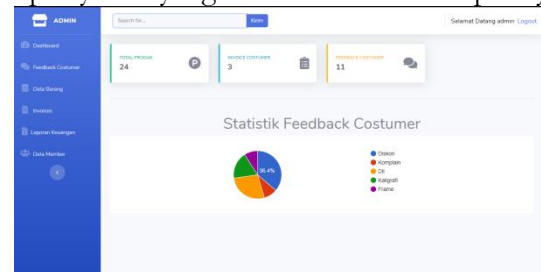 ADMIN
Search for...
Kirim
Selamat Datang admin Logout
Dashboard
Feedback Costumer
Data Barang
Invoices
Laporan Keuangan
Data Member
TOTAL PRODUK
24
INVOICE COSTUMER
3
FEEDBACK COSTUMER
11
Statistik Feedback Costumer
36.4%
Diskon
Komplain
DII
Kaligrafi
Frame